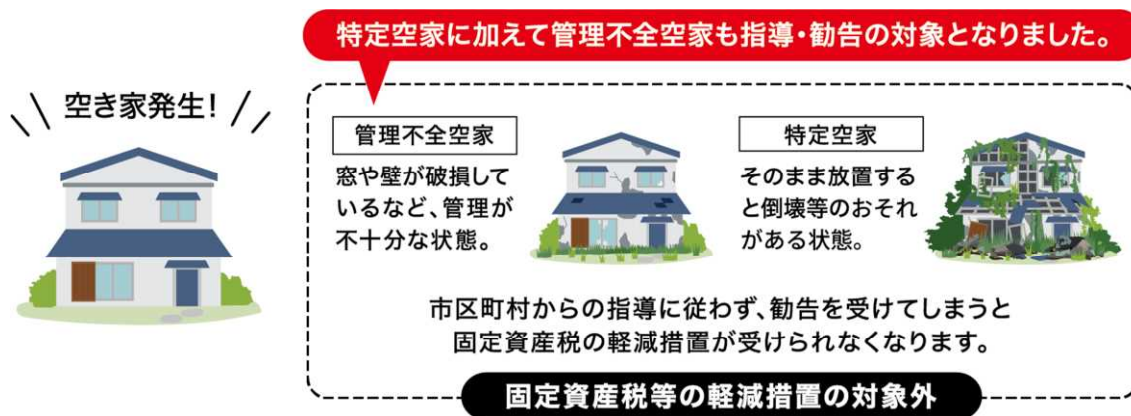 特定空家に加えて管理不全空家も指導・勧告の対象となりました。
空き家発生!
管理不全空家
窓や壁が破損して
いるなど、管理が
不十分な状態。
特定空家
そのまま放置する
と倒壊等のおそれ
がある状態。
市区町村からの指導に従わず、勧告を受けてしまうと
固定資産税の軽減措置が受けられなくなります。
固定資産税等の軽減措置の対象外